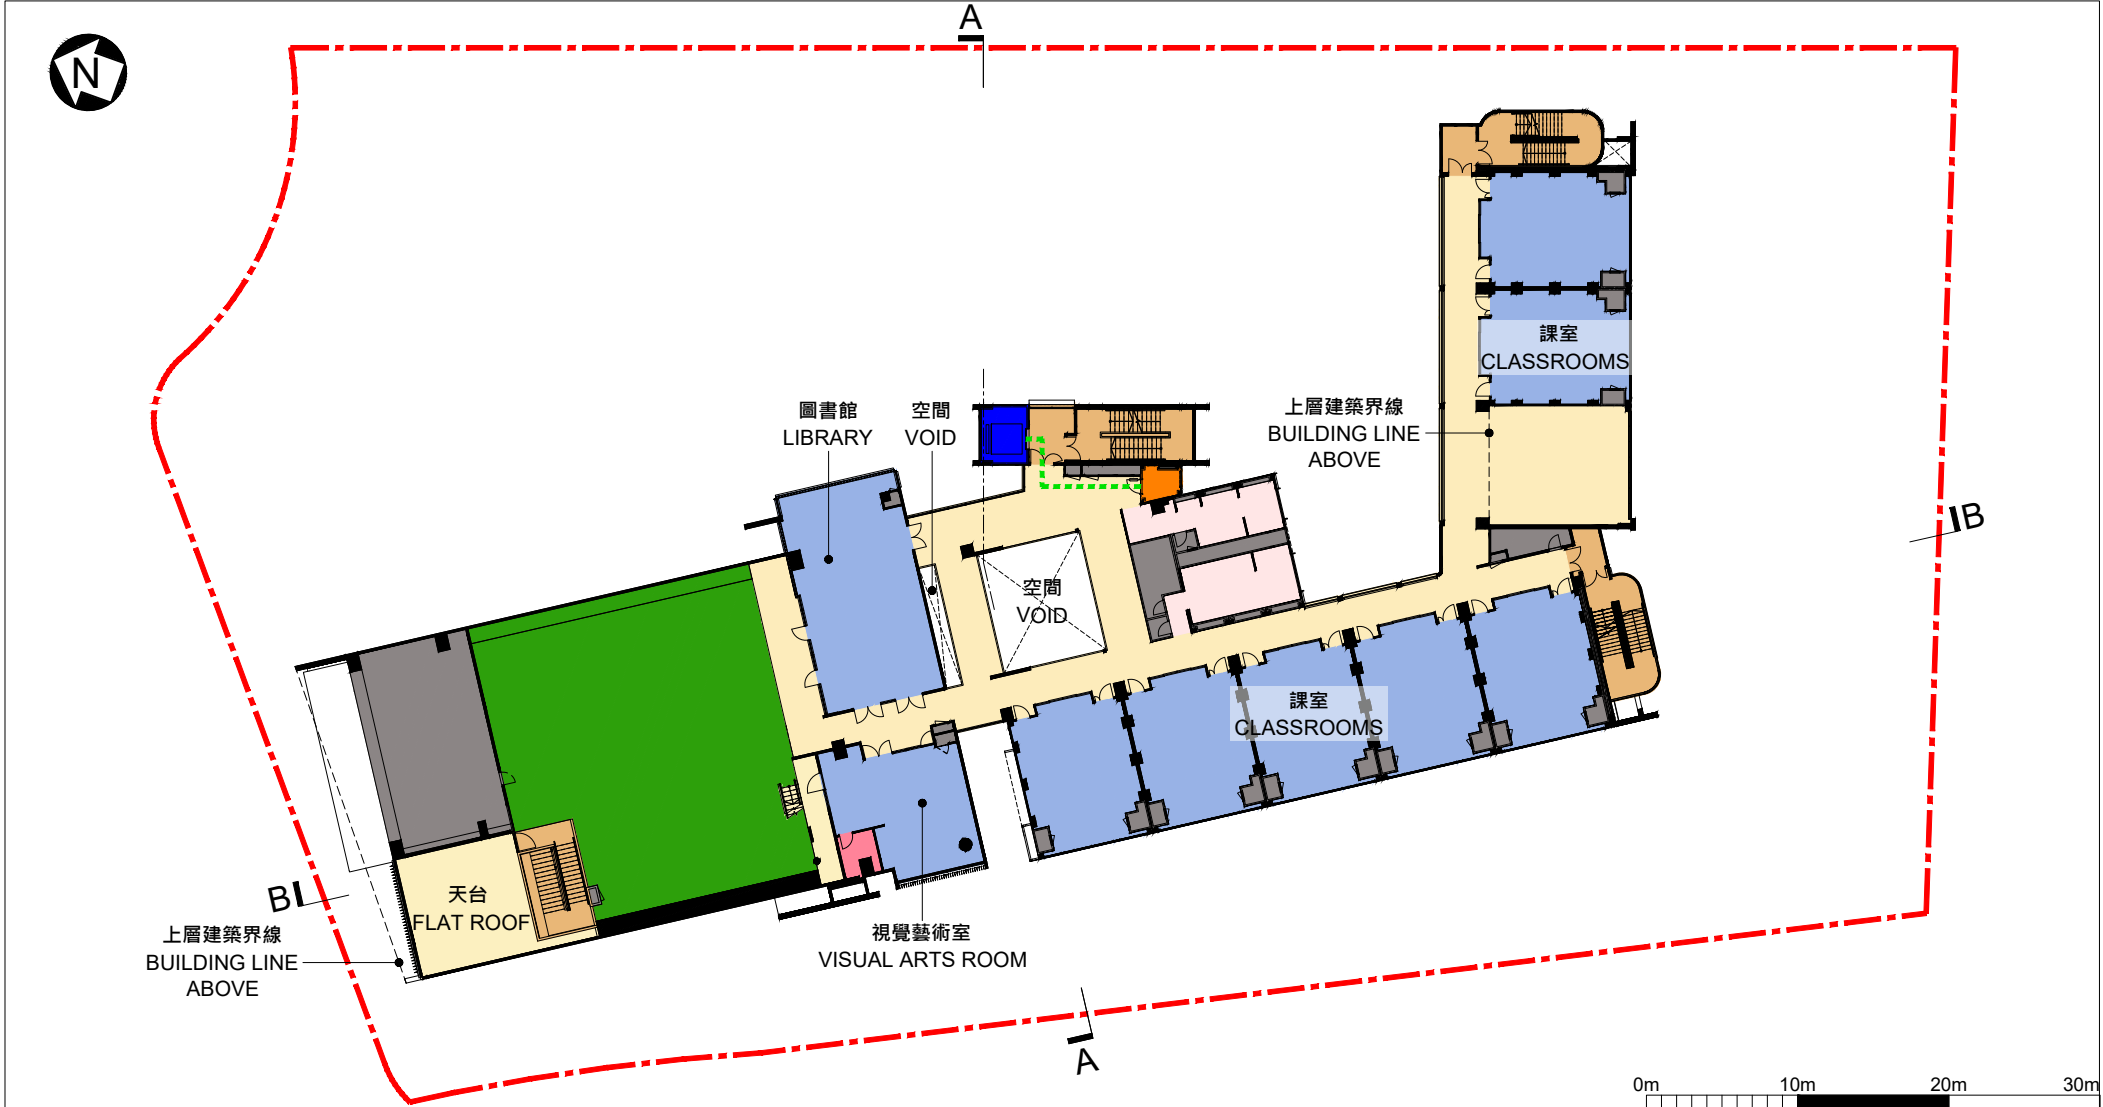 A
N
課室
CLASSROOMS
圖書館
LIBRARY
空間
VOID
上層建築界線
BUILDING LINE
ABOVE
B
空間
VOID
課室
CLASSROOMS
天台
FLAT ROOF
B
上層建築界線
BUILDING LINE
ABOVE
視覺藝術室
VISUAL ARTS ROOM
A
0m 10m 20m 30m